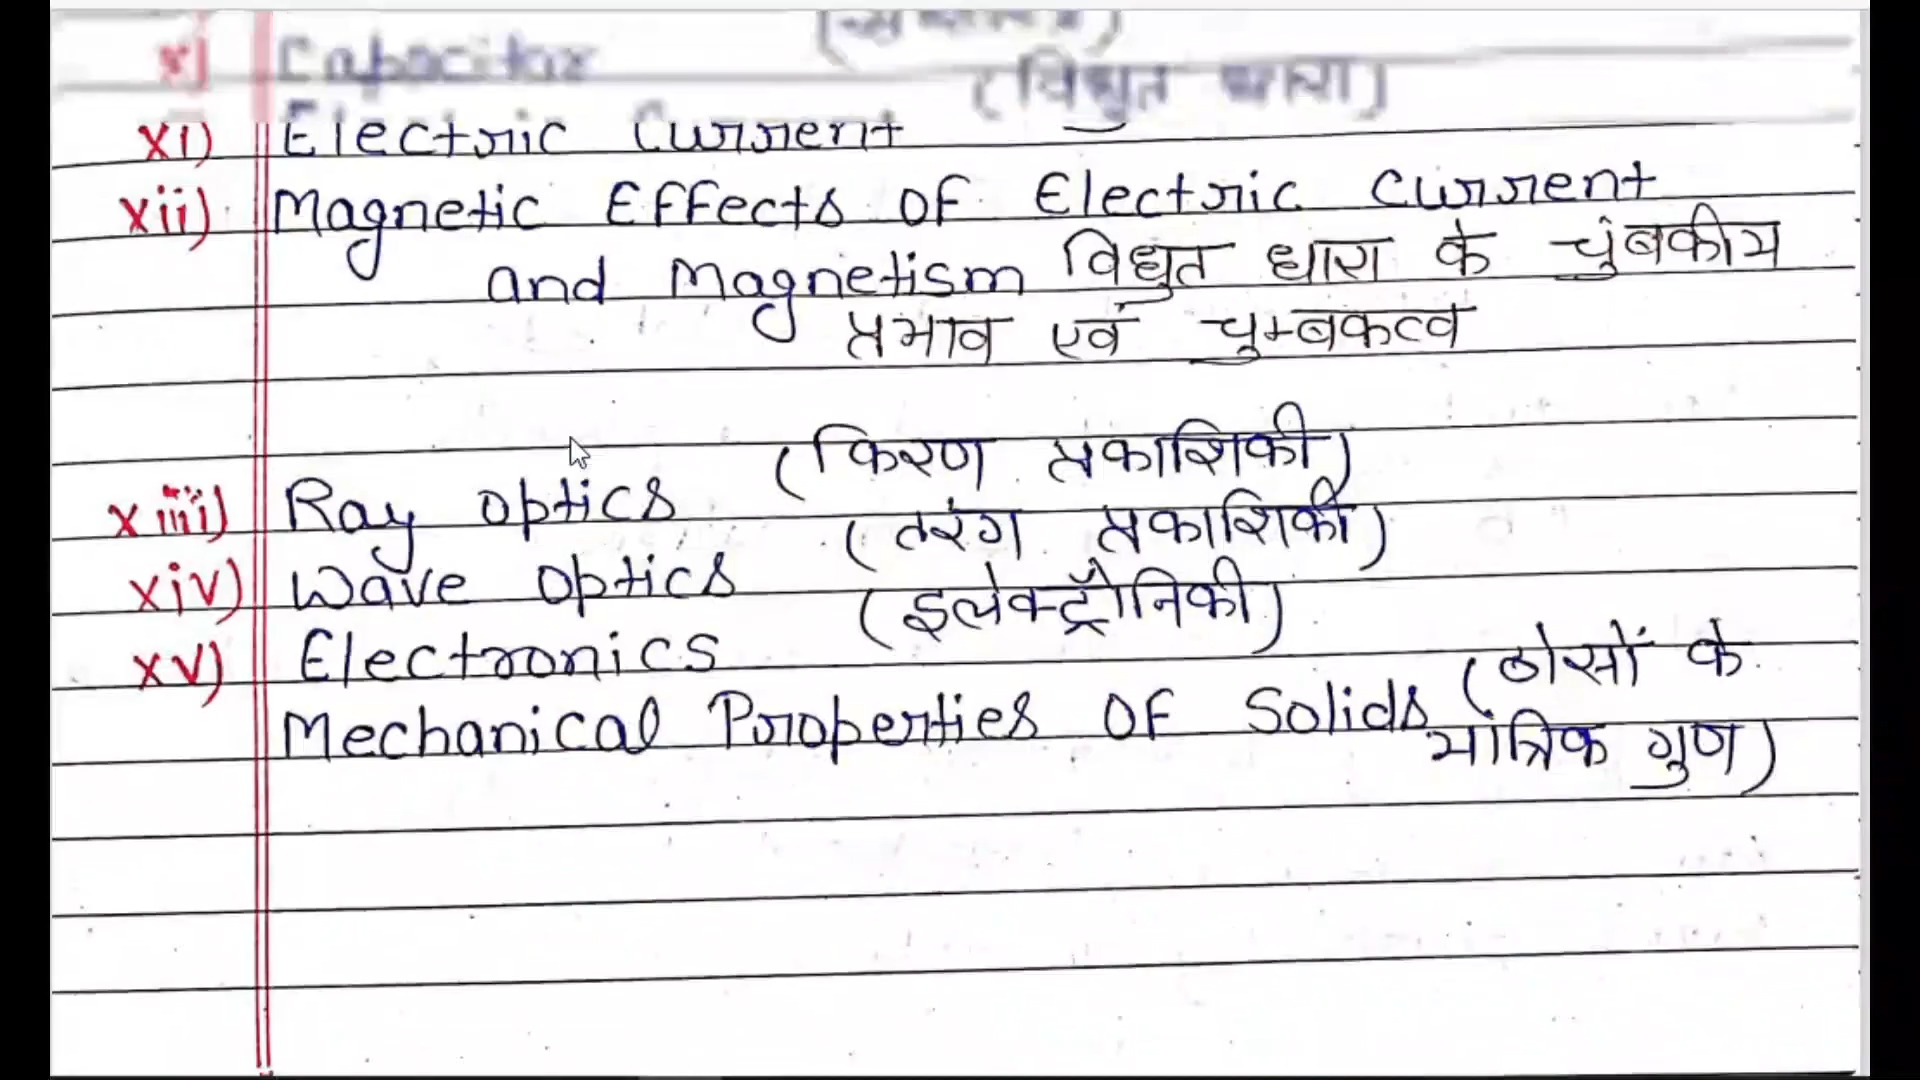 x) Capacitor
(विधुत धारा)
xi) Electric Current
xii) Magnetic Effects of Electric Current
and Magnetism विधुत धारा के चुंबकीय
प्रभाव एवं चुम्बकत्व
(किरण प्रकाशिकी)
xiii) Ray optics
(तरंग प्रकाशिकी)
xiv) Wave optics
(इलेक्ट्रॉनिकी)
xv) Electronics
(ठोसों के
Mechanical Properties of Solids
यांत्रिक गुण)